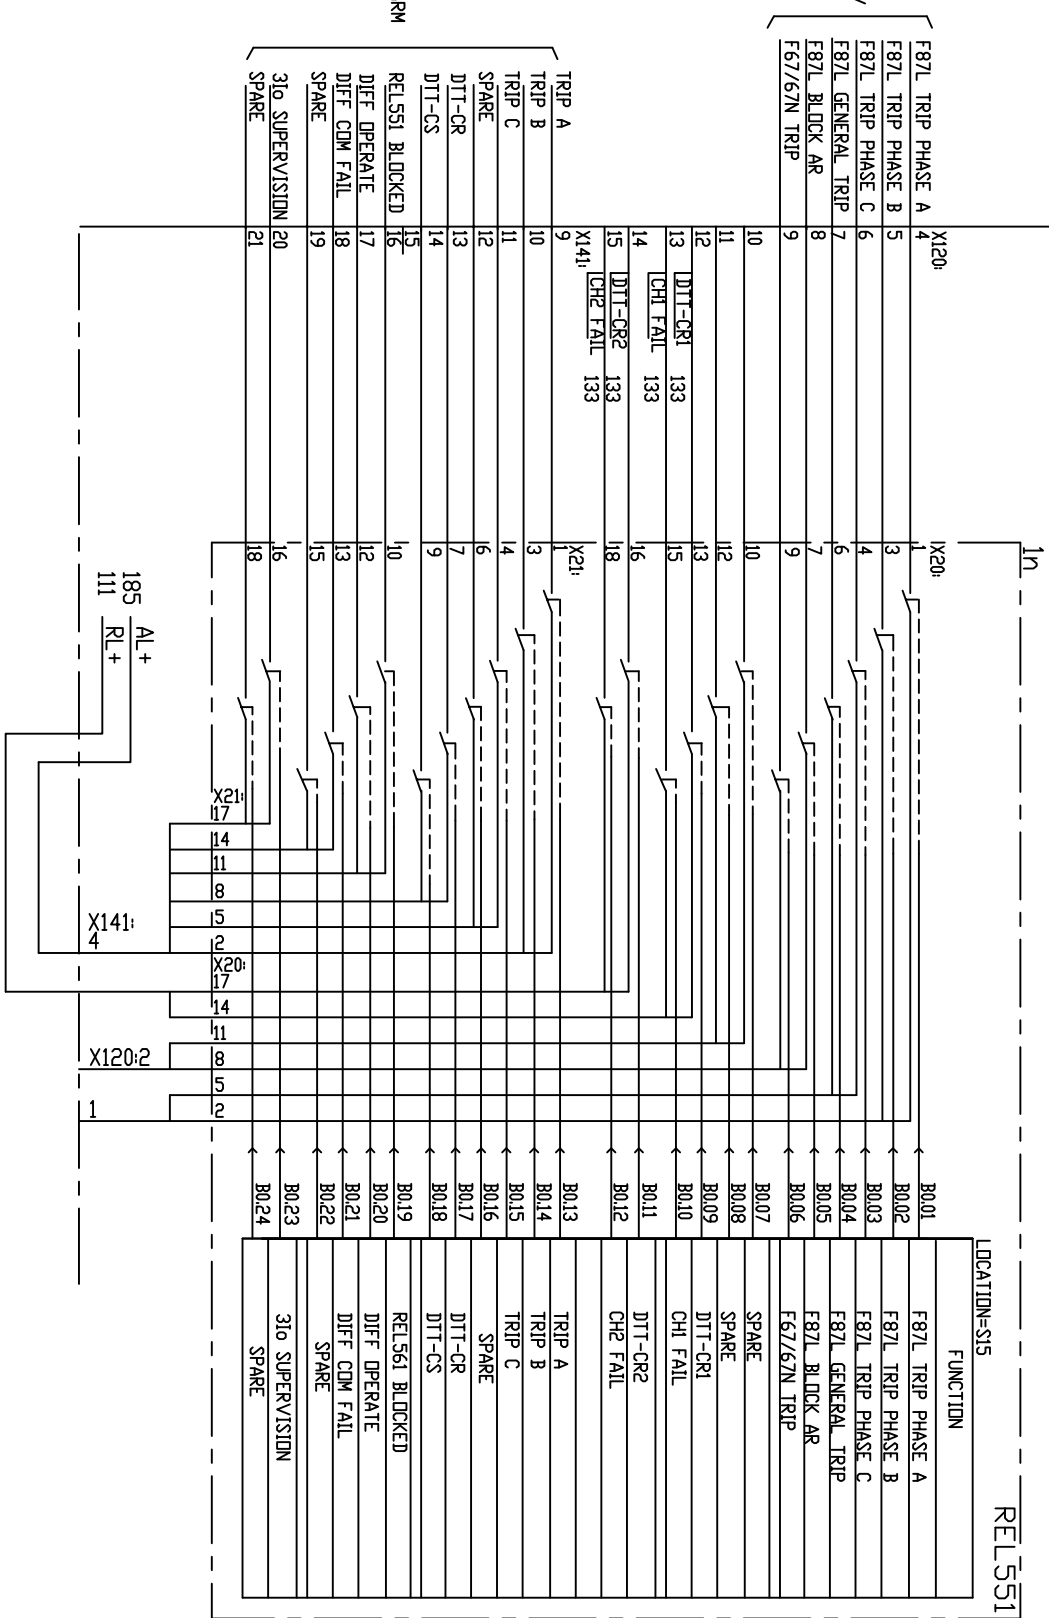 REL551
1n
LOCATION=S15
FUNCTION
F87L TRIP PHASE A
F87L TRIP PHASE B
F87L TRIP PHASE C
F87L GENERAL TRIP
F87L BLOCK AR
F67/67N TRIP
SPARE
SPARE
DTT-CR1
CH1 FAIL
DTT-CR2
CH2 FAIL
TRIP A
TRIP B
TRIP C
SPARE
DTT-CR
DTT-CS
REL561 BLOCKED
DIFF OPERATE
DIFF COM FAIL
SPARE
3Io SUPERVISION
SPARE
BO.01
BO.02
BO.03
BO.04
BO.05
BO.06
BO.07
BO.08
BO.09
BO.10
BO.11
BO.12
BO.13
BO.14
BO.15
BO.16
BO.17
BO.18
BO.19
BO.20
BO.21
BO.22
BO.23
BO.24
X20:
1
3
4
6
7
9
10
12
13
15
16
18
X21:
1
3
4
6
7
9
10
12
13
15
16
18
X21:
17
14
11
8
5
2
X20:
17
14
11
8
5
2
X141:
4
X120:2
1
185 AL+
111 RL+
X120:
4
5
6
7
8
9
10
11
12
13
14
15
DTT-CR1 133
CH1 FAIL 133
DTT-CR2 133
CH2 FAIL 133
X141:
9
10
11
12
13
14
15
16
17
18
19
20
21
F87L TRIP PHASE A
F87L TRIP PHASE B
F87L TRIP PHASE C
F87L GENERAL TRIP
F87L BLOCK AR
F67/67N TRIP
TRIP A
TRIP B
TRIP C
SPARE
DTT-CR
DTT-CS
REL551 BLOCKED
DIFF OPERATE
DIFF COM FAIL
SPARE
3Io SUPERVISION
SPARE
RM